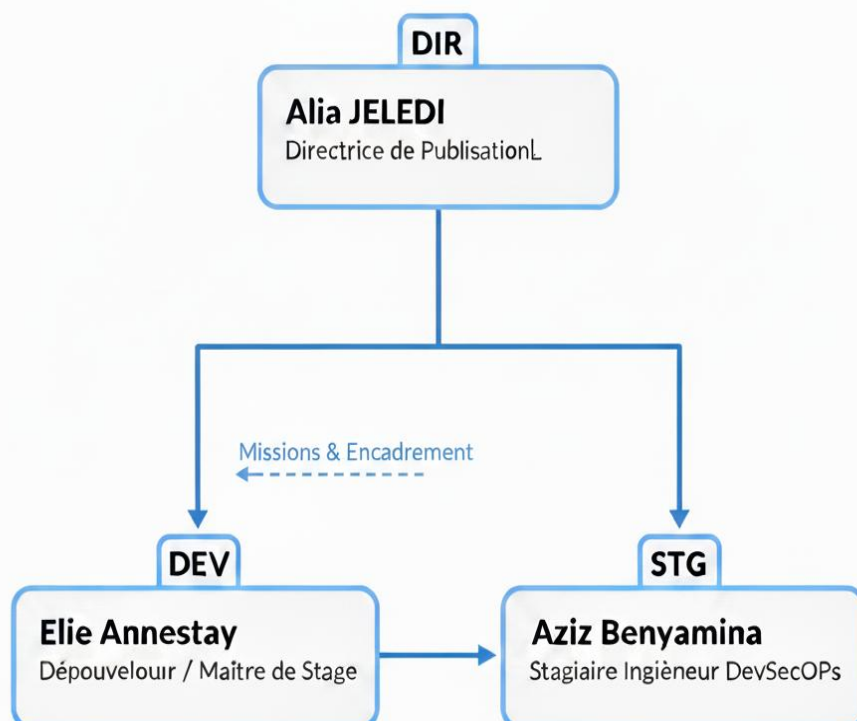 DIR
Alia JELEDI
Directrice de PublisationL
Missions & Encadrement
DEV
Elie Annestay
Dépouvelouır / Maître de Stage
STG
Aziz Benyamina
Stagiaire Ingièneur DevSecOPs